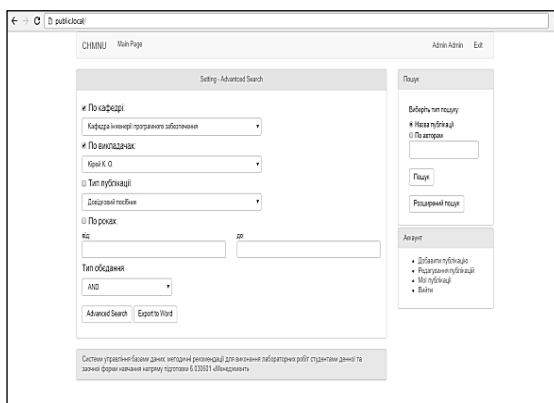 public.local/
CHMNU Main Page Admin Admin Exit
Setting - Advantced Search
По кафедрі:
Кафедра інженерії програмного забезпечення
По викладачах:
Кірей К. О.
Тип публікації:
Довідковий посібник
По роках:
від: до:
Тип обєднання:
AND
Advanced Search Export to Word
Системи управління базами даних: методичні рекомендації для виконання лабораторних робіт студентами денної та
заочної форми навчання напряму підготовки 6.030601 «Менеджмент»
Пошук
Виберіть тип пошуку:
Назва публікації
По авторам
Пошук
Розширений пошук
Аккаунт
Добавити публікацію
Редагування публікацій
Мої публікації
Вийти